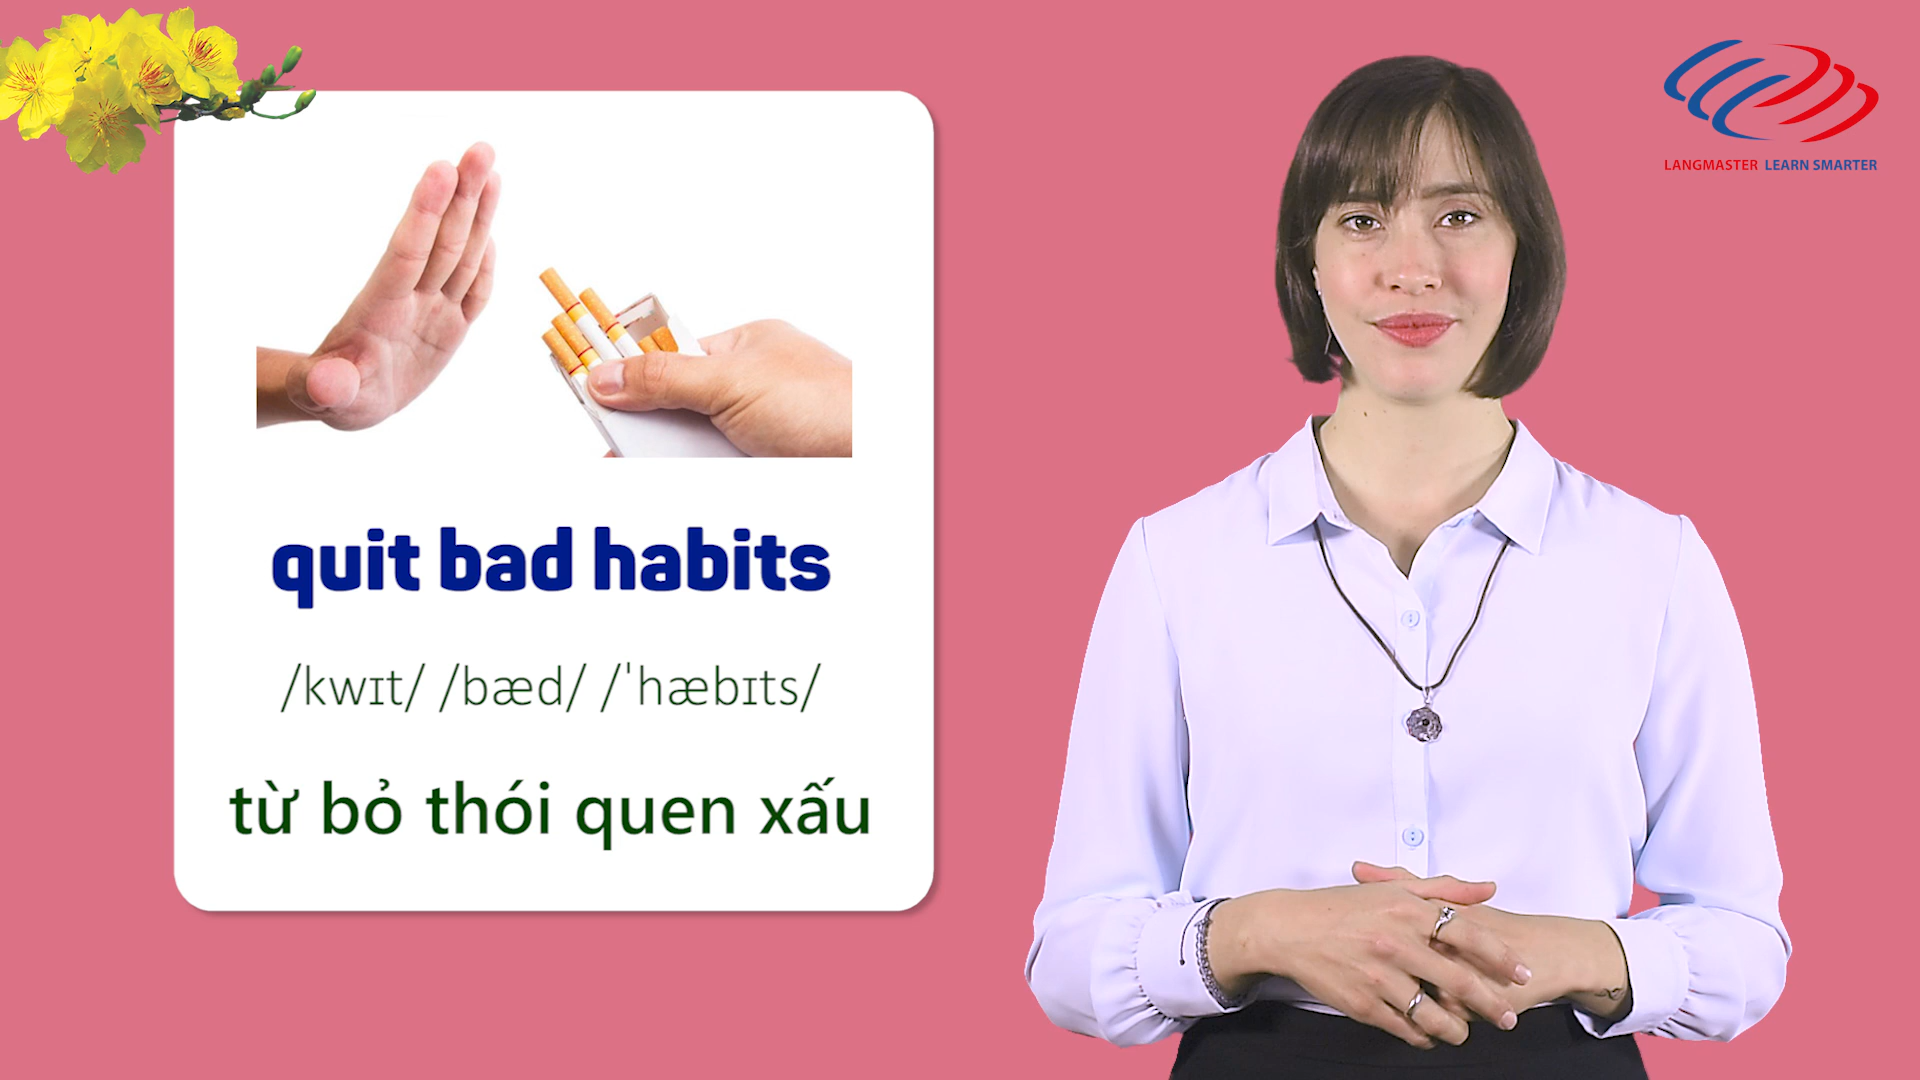 LANGMASTER LEARN SMARTER
quit bad habits
/kwɪt/ /bæd/ /ˈhæbɪts/
từ bỏ thói quen xấu